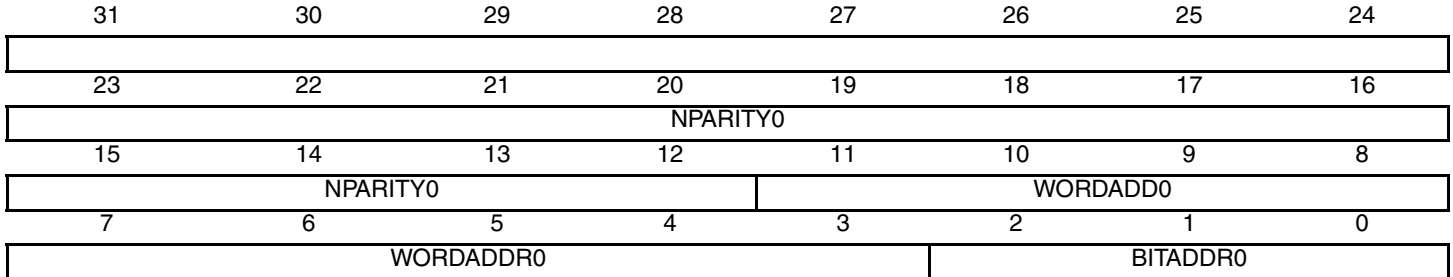 31 30 29 28 27 26 25 24
23 22 21 20 19 18 17 16
NPARITY0
15 14 13 12 11 10 9 8
NPARITY0 WORDADD0
7 6 5 4 3 2 1 0
WORDADDR0 BITADDR0